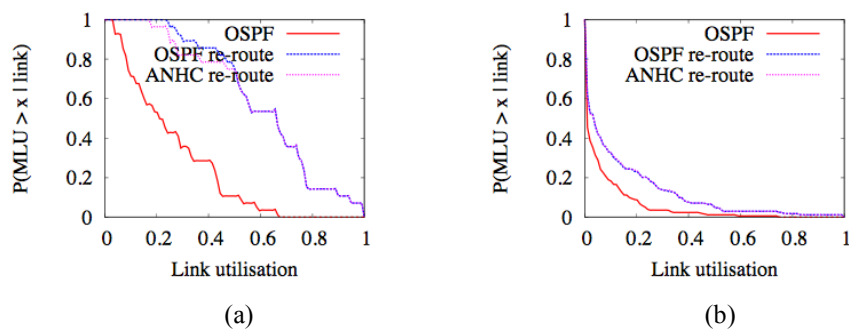 1
0.8
0.6
0.4
0.2
0
P(MLU > x | link)
OSPF
OSPF re-route
ANHC re-route
0 0.2 0.4 0.6 0.8 1
Link utilisation
(a)
1
0.8
0.6
0.4
0.2
0
P(MLU > x | link)
OSPF
OSPF re-route
ANHC re-route
0 0.2 0.4 0.6 0.8 1
Link utilisation
(b)